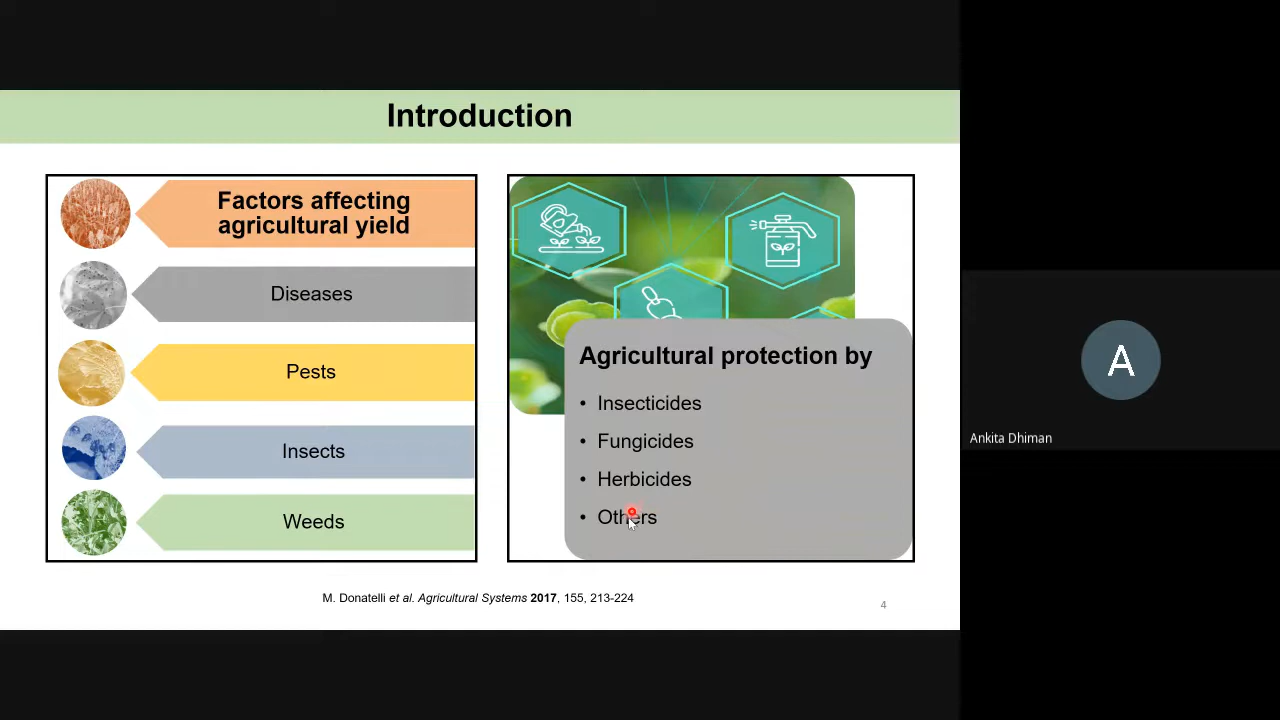 Introduction
Factors affecting
agricultural yield
Diseases
Pests
Insects
Weeds
Agricultural protection by
• Insecticides
• Fungicides
• Herbicides
• Others
M. Donatelli et al. Agricultural Systems 2017, 155, 213-224
4
A
Ankita Dhiman